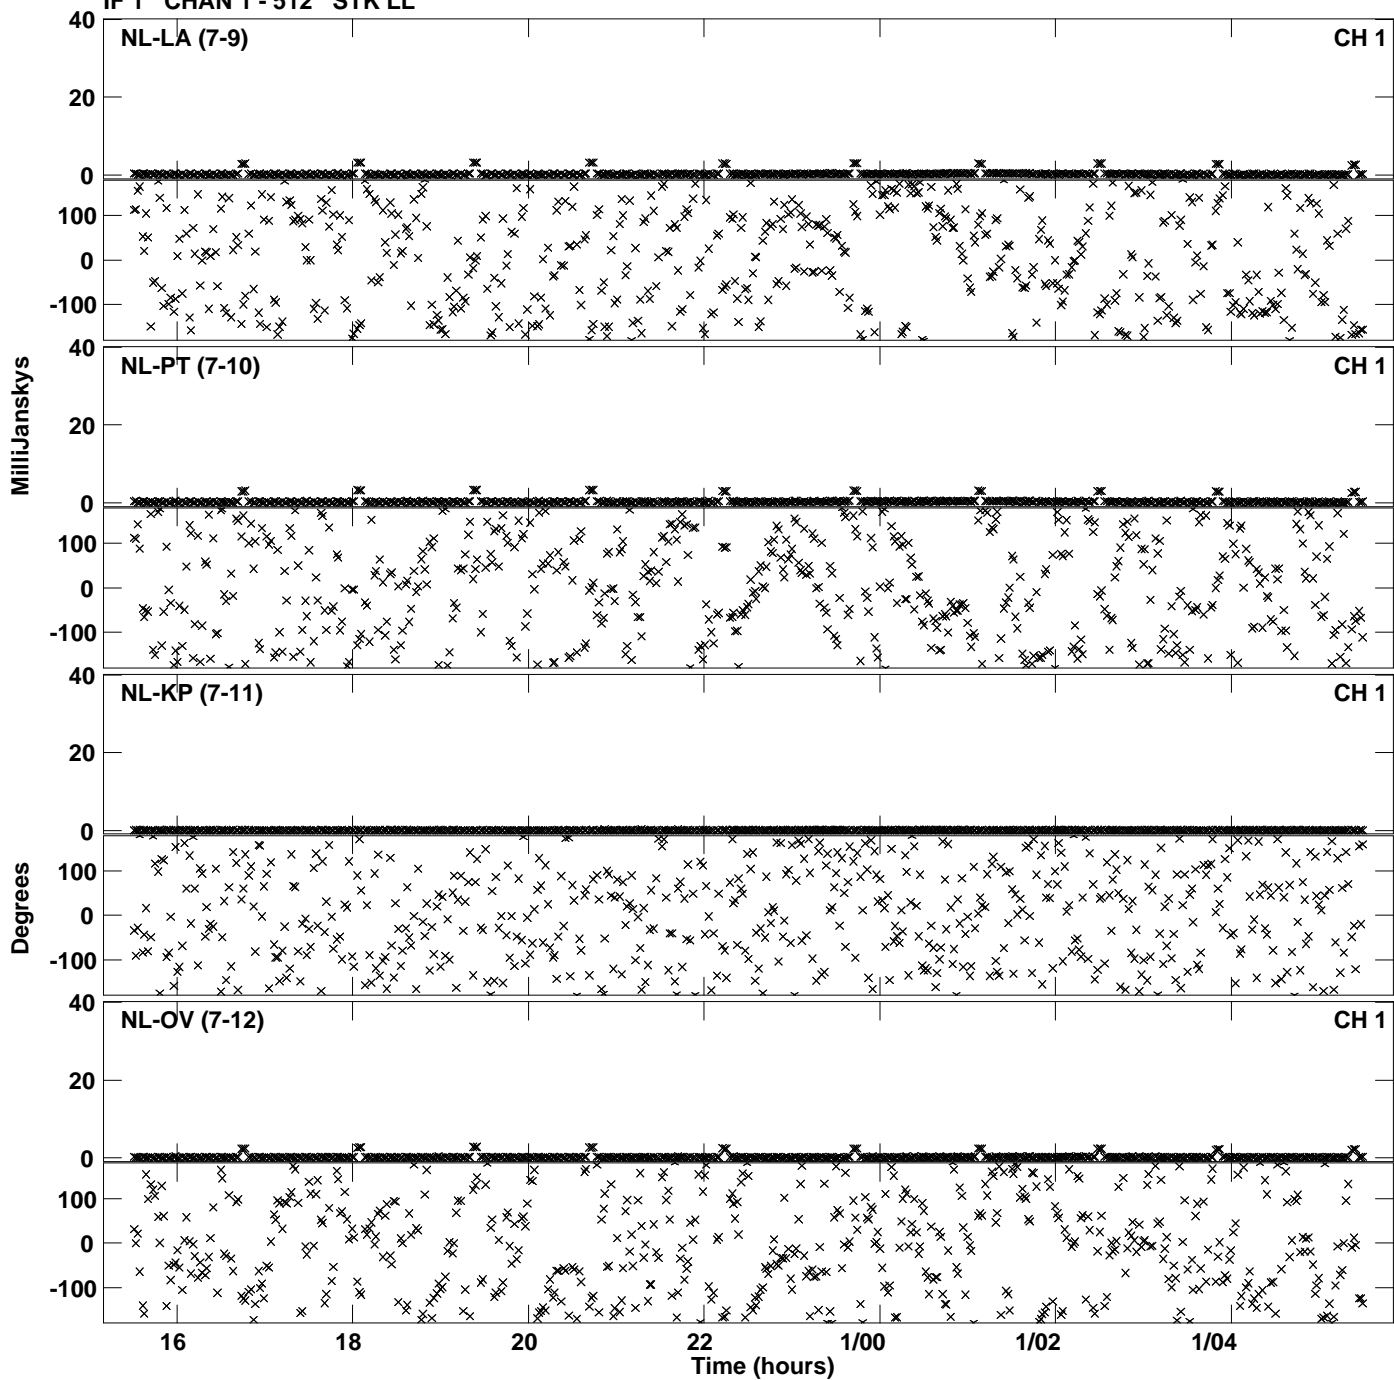 IF 1 CHAN 1 - 512 STK LL
40
NL-LA (7-9)
CH 1
20
0
100
0
-100
40
NL-PT (7-10)
CH 1
20
0
100
0
-100
MilliJanskys
40
NL-KP (7-11)
CH 1
20
0
100
0
-100
Degrees
40
NL-OV (7-12)
CH 1
20
0
100
0
-100
16 18 20 22 1/00 1/02 1/04
Time (hours)